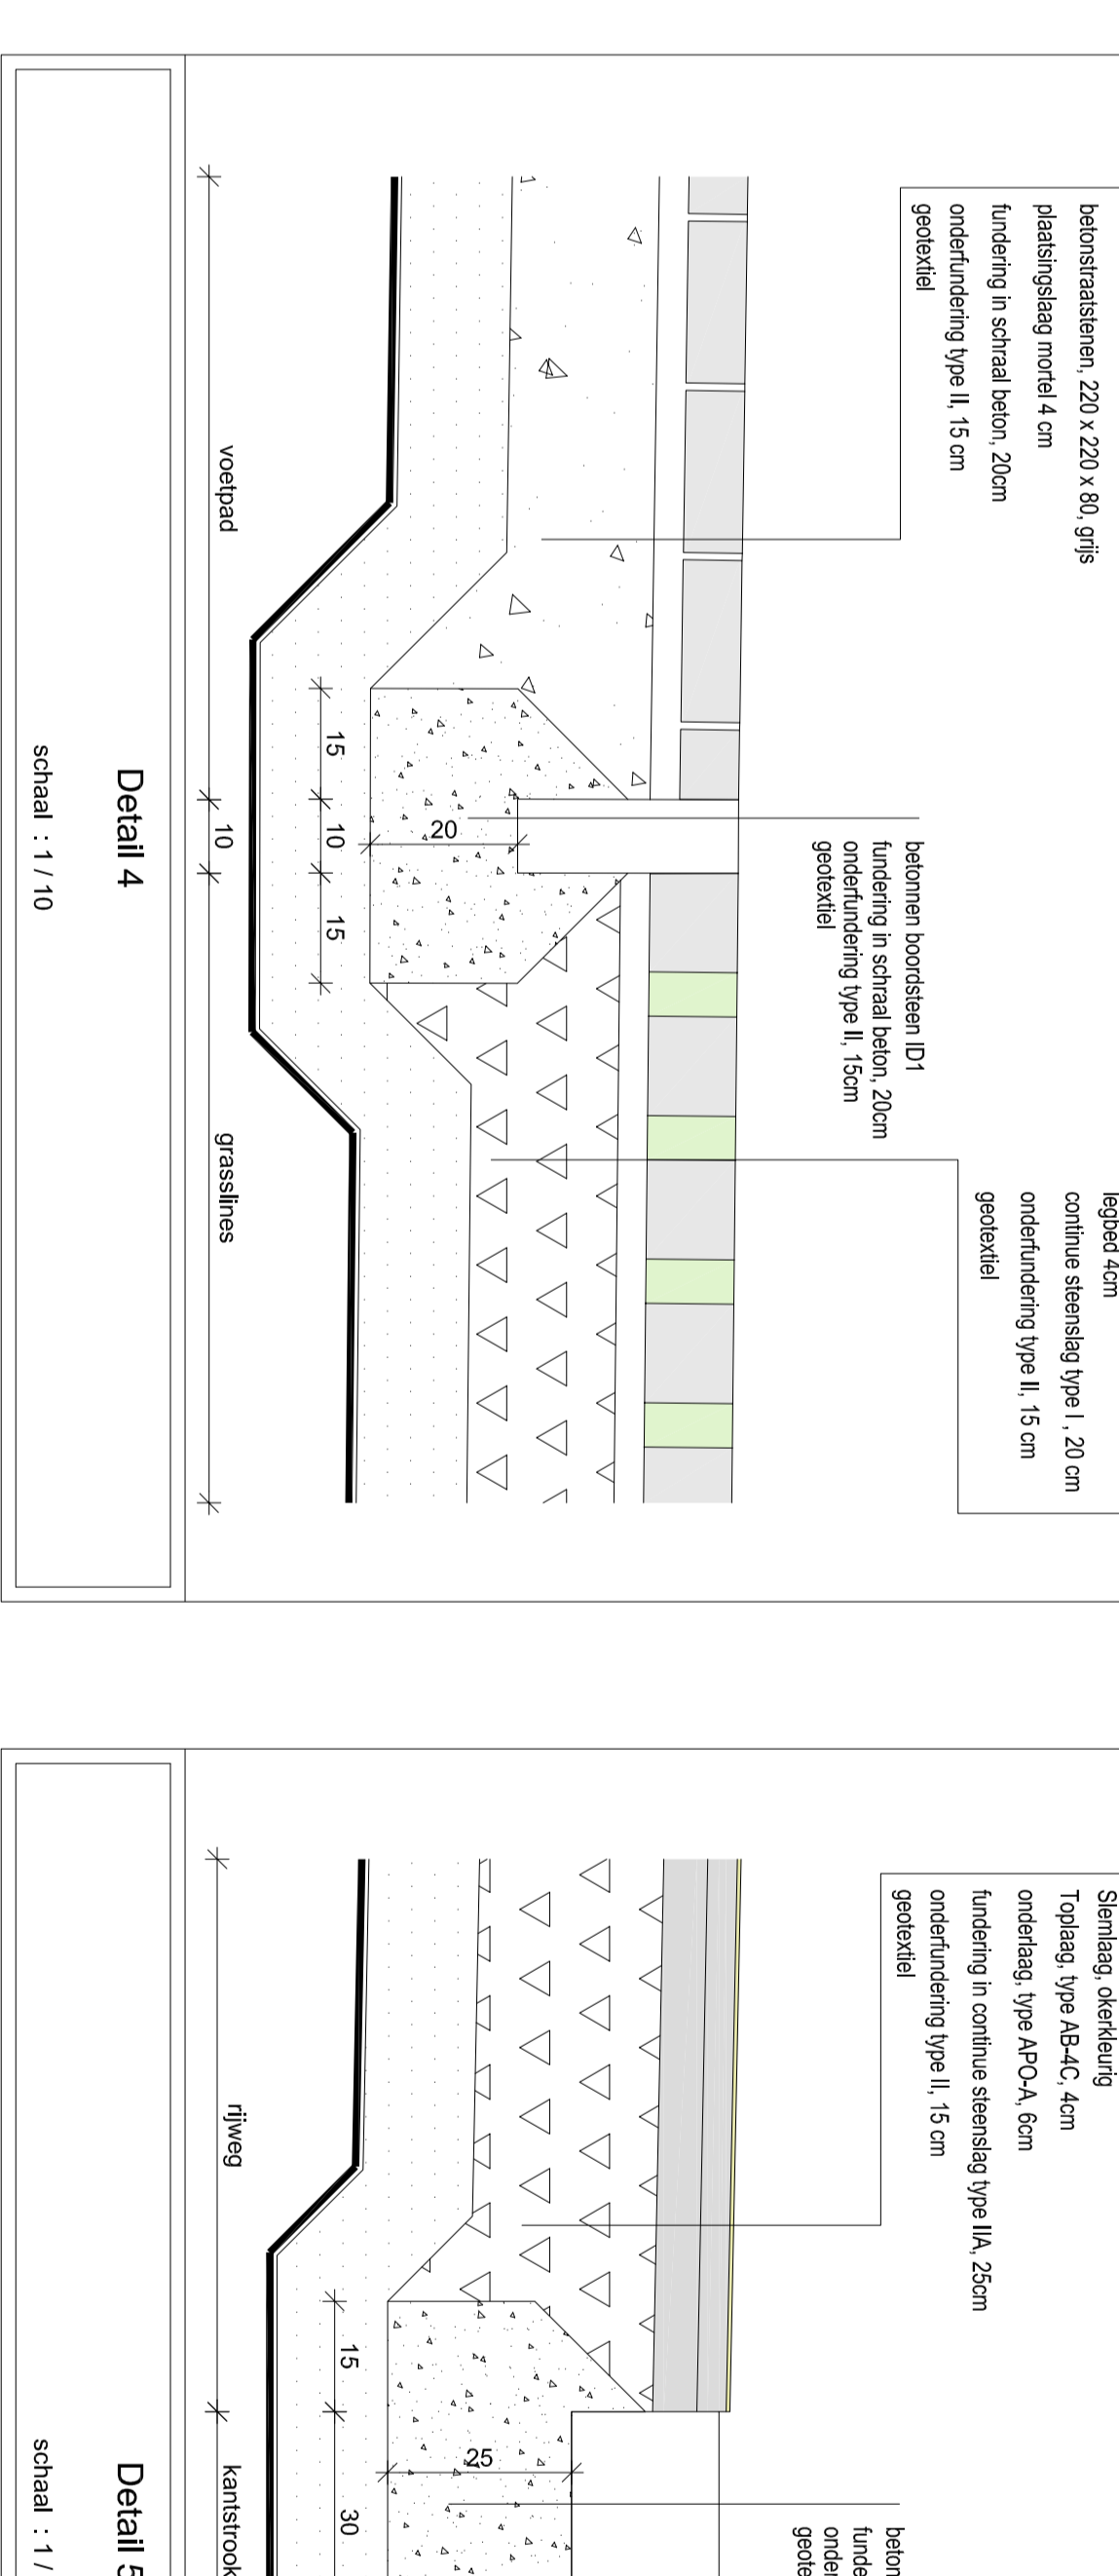 betonstraatstenen, 220 x 220 x 80, grijs
plaatsingslaag mortel 4 cm
fundering in schraal beton, 20cm
onderfundering type II, 15 cm
geotextiel
betonnen boordsteen ID1
fundering in schraal beton, 20cm
onderfundering type II, 15cm
geotextiel
legbed 4cm
continue steenslag type I , 20 cm
onderfundering type II, 15 cm
geotextiel
20
15
10
15
voetpad
10
grasslines
Detail 4
schaal : 1 / 10
Slemlaag, okerkleurig
Toplaag, type AB-4C, 4cm
onderlaag, type APO-A, 6cm
fundering in continue steenslag type IIA, 25cm
onderfundering type II, 15 cm
geotextiel
beton
funde
onder
geote
25
15
30
rijweg
kantstrook
Detail 5
schaal : 1 /